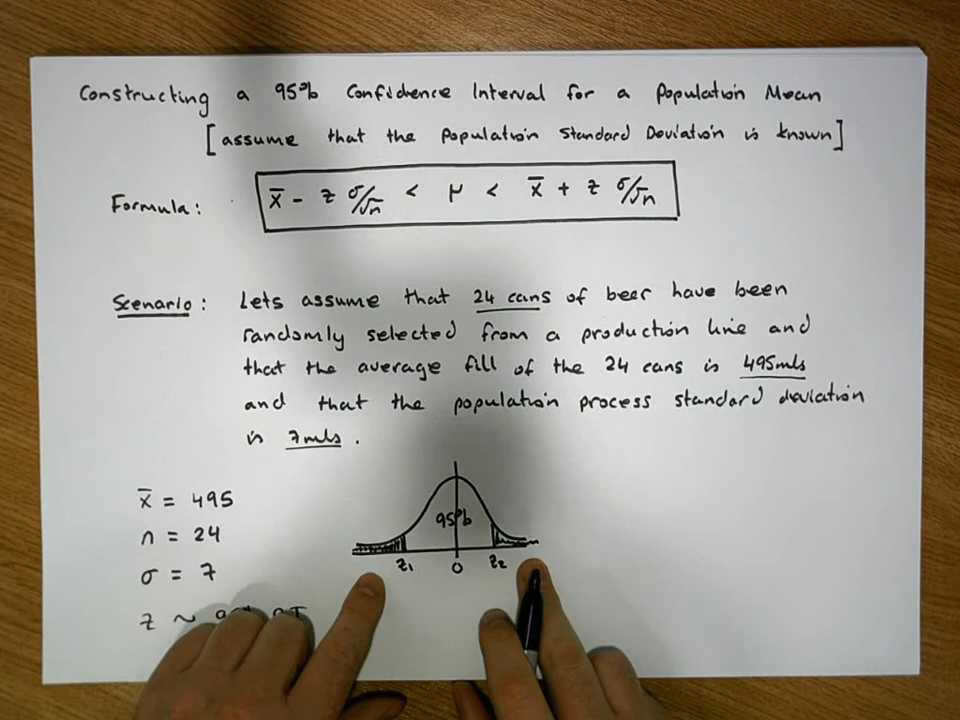 Constructing a 95% Confidence Interval for a Population Mean
[assume that the Population Standard Deviation is known]
Formula: x̄ - z σ/√n < μ < x̄ + z σ/√n
Scenario: Lets assume that 24 cans of beer have been
randomly selected from a production line and
that the average fill of the 24 cans is 495mls
and that the population process standard deviation
is 7mls.
x̄ = 495
n = 24
σ = 7
z ~
95%
z₁ 0 z₂